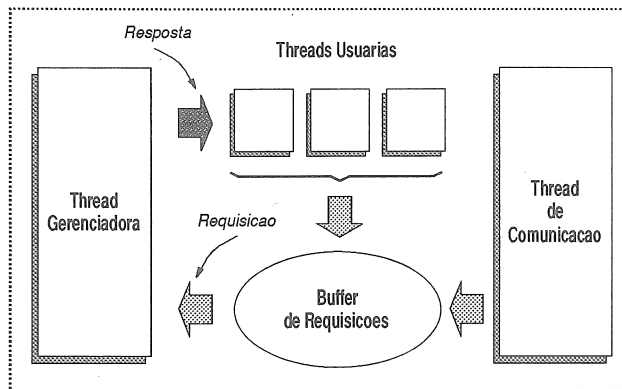 Resposta
Threads Usuarias
Thread
Gerenciadora
Thread
de
Comunicacao
Requisicao
Buffer
de Requisicoes